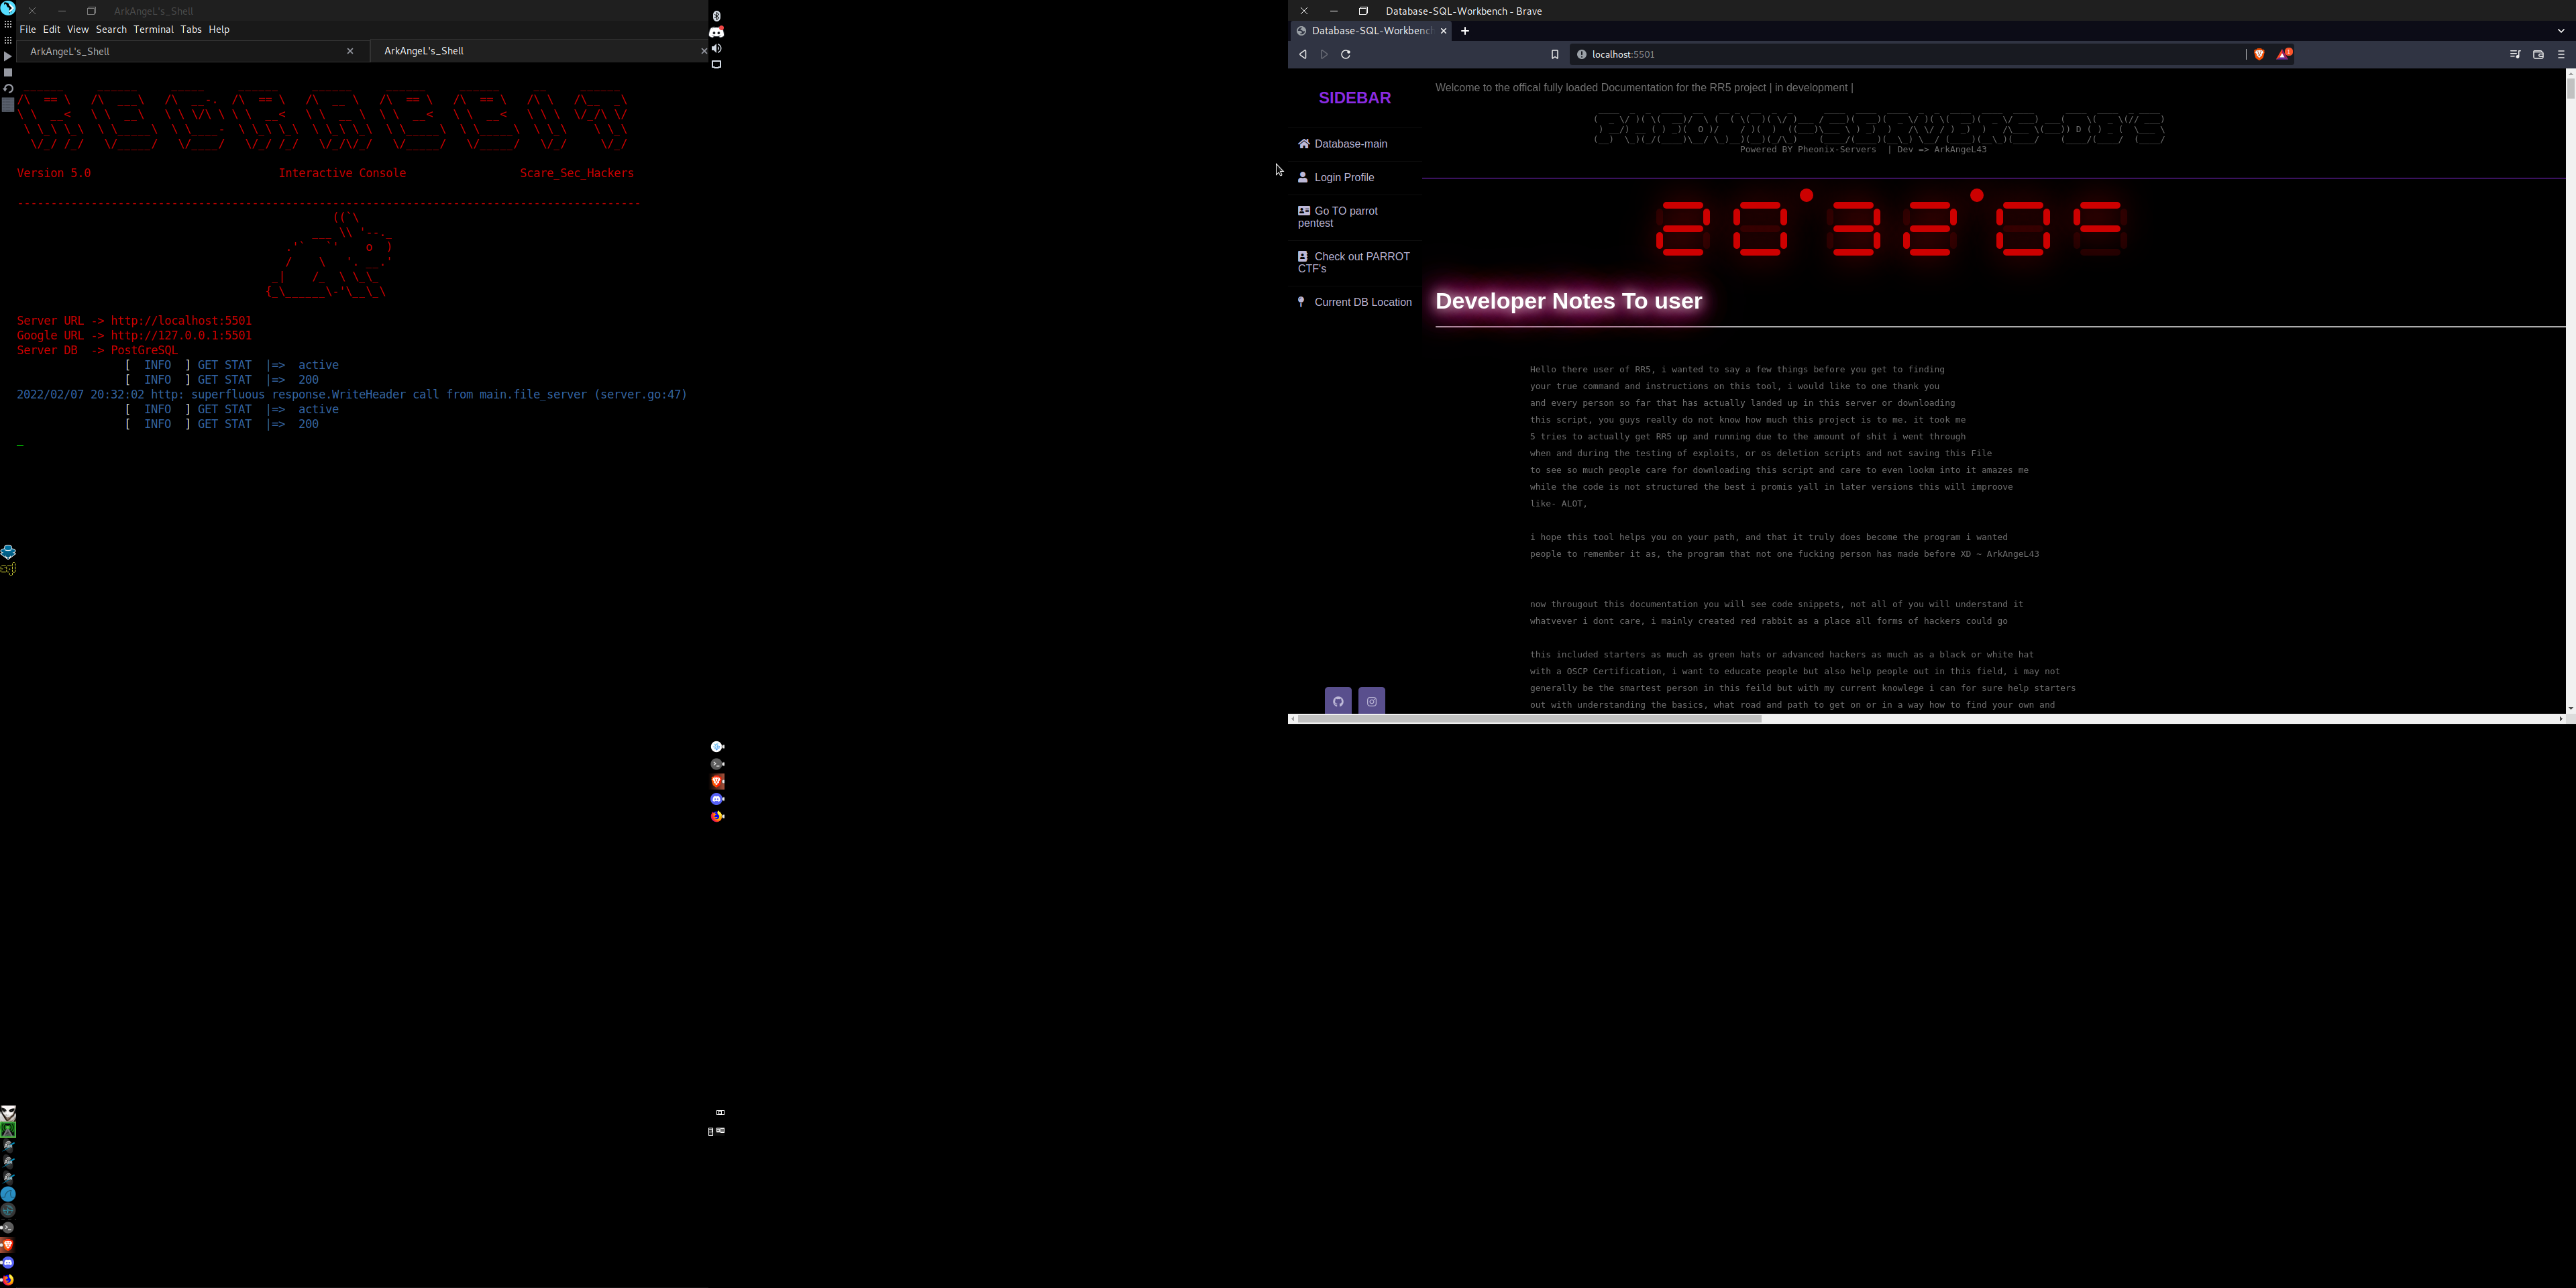 ArkAngeL's_Shell
File Edit View Search Terminal Tabs Help
ArkAngeL's_Shell
ArkAngeL's_Shell
REDRABBIT
Version 5.0 Interactive Console Scare_Sec_Hackers
Server URL -> http://localhost:5501
Google URL -> http://127.0.0.1:5501
Server DB -> PostGreSQL
[ INFO ] GET STAT |=> active
[ INFO ] GET STAT |=> 200
2022/02/07 20:32:02 http: superfluous response.WriteHeader call from main.file_server (server.go:47)
[ INFO ] GET STAT |=> active
[ INFO ] GET STAT |=> 200
Database-SQL-Workbench - Brave
Database-SQL-Workbench
localhost:5501
SIDEBAR
Database-main
Login Profile
Go TO parrot
pentest
Check out PARROT
CTF's
Current DB Location
Welcome to the offical fully loaded Documentation for the RR5 project | in development |
Powered BY Pheonix-Servers | Dev => ArkAngeL43
20 32 0
Developer Notes To user
Hello there user of RR5, i wanted to say a few things before you get to finding
your true command and instructions on this tool, i would like to one thank you
and every person so far that has actually landed up in this server or downloading
this script, you guys really do not know how much this project is to me. it took me
5 tries to actually get RR5 up and running due to the amount of shit i went through
when and during the testing of exploits, or os deletion scripts and not saving this File
to see so much people care for downloading this script and care to even lookm into it amazes me
while the code is not structured the best i promis yall in later versions this will improove
like- ALOT,
i hope this tool helps you on your path, and that it truly does become the program i wanted
people to remember it as, the program that not one fucking person has made before XD ~ ArkAngeL43
now througout this documentation you will see code snippets, not all of you will understand it
whatvever i dont care, i mainly created red rabbit as a place all forms of hackers could go
this included starters as much as green hats or advanced hackers as much as a black or white hat
with a OSCP Certification, i want to educate people but also help people out in this field, i may not
generally be the smartest person in this feild but with my current knowlege i can for sure help starters
out with understanding the basics, what road and path to get on or in a way how to find your own and